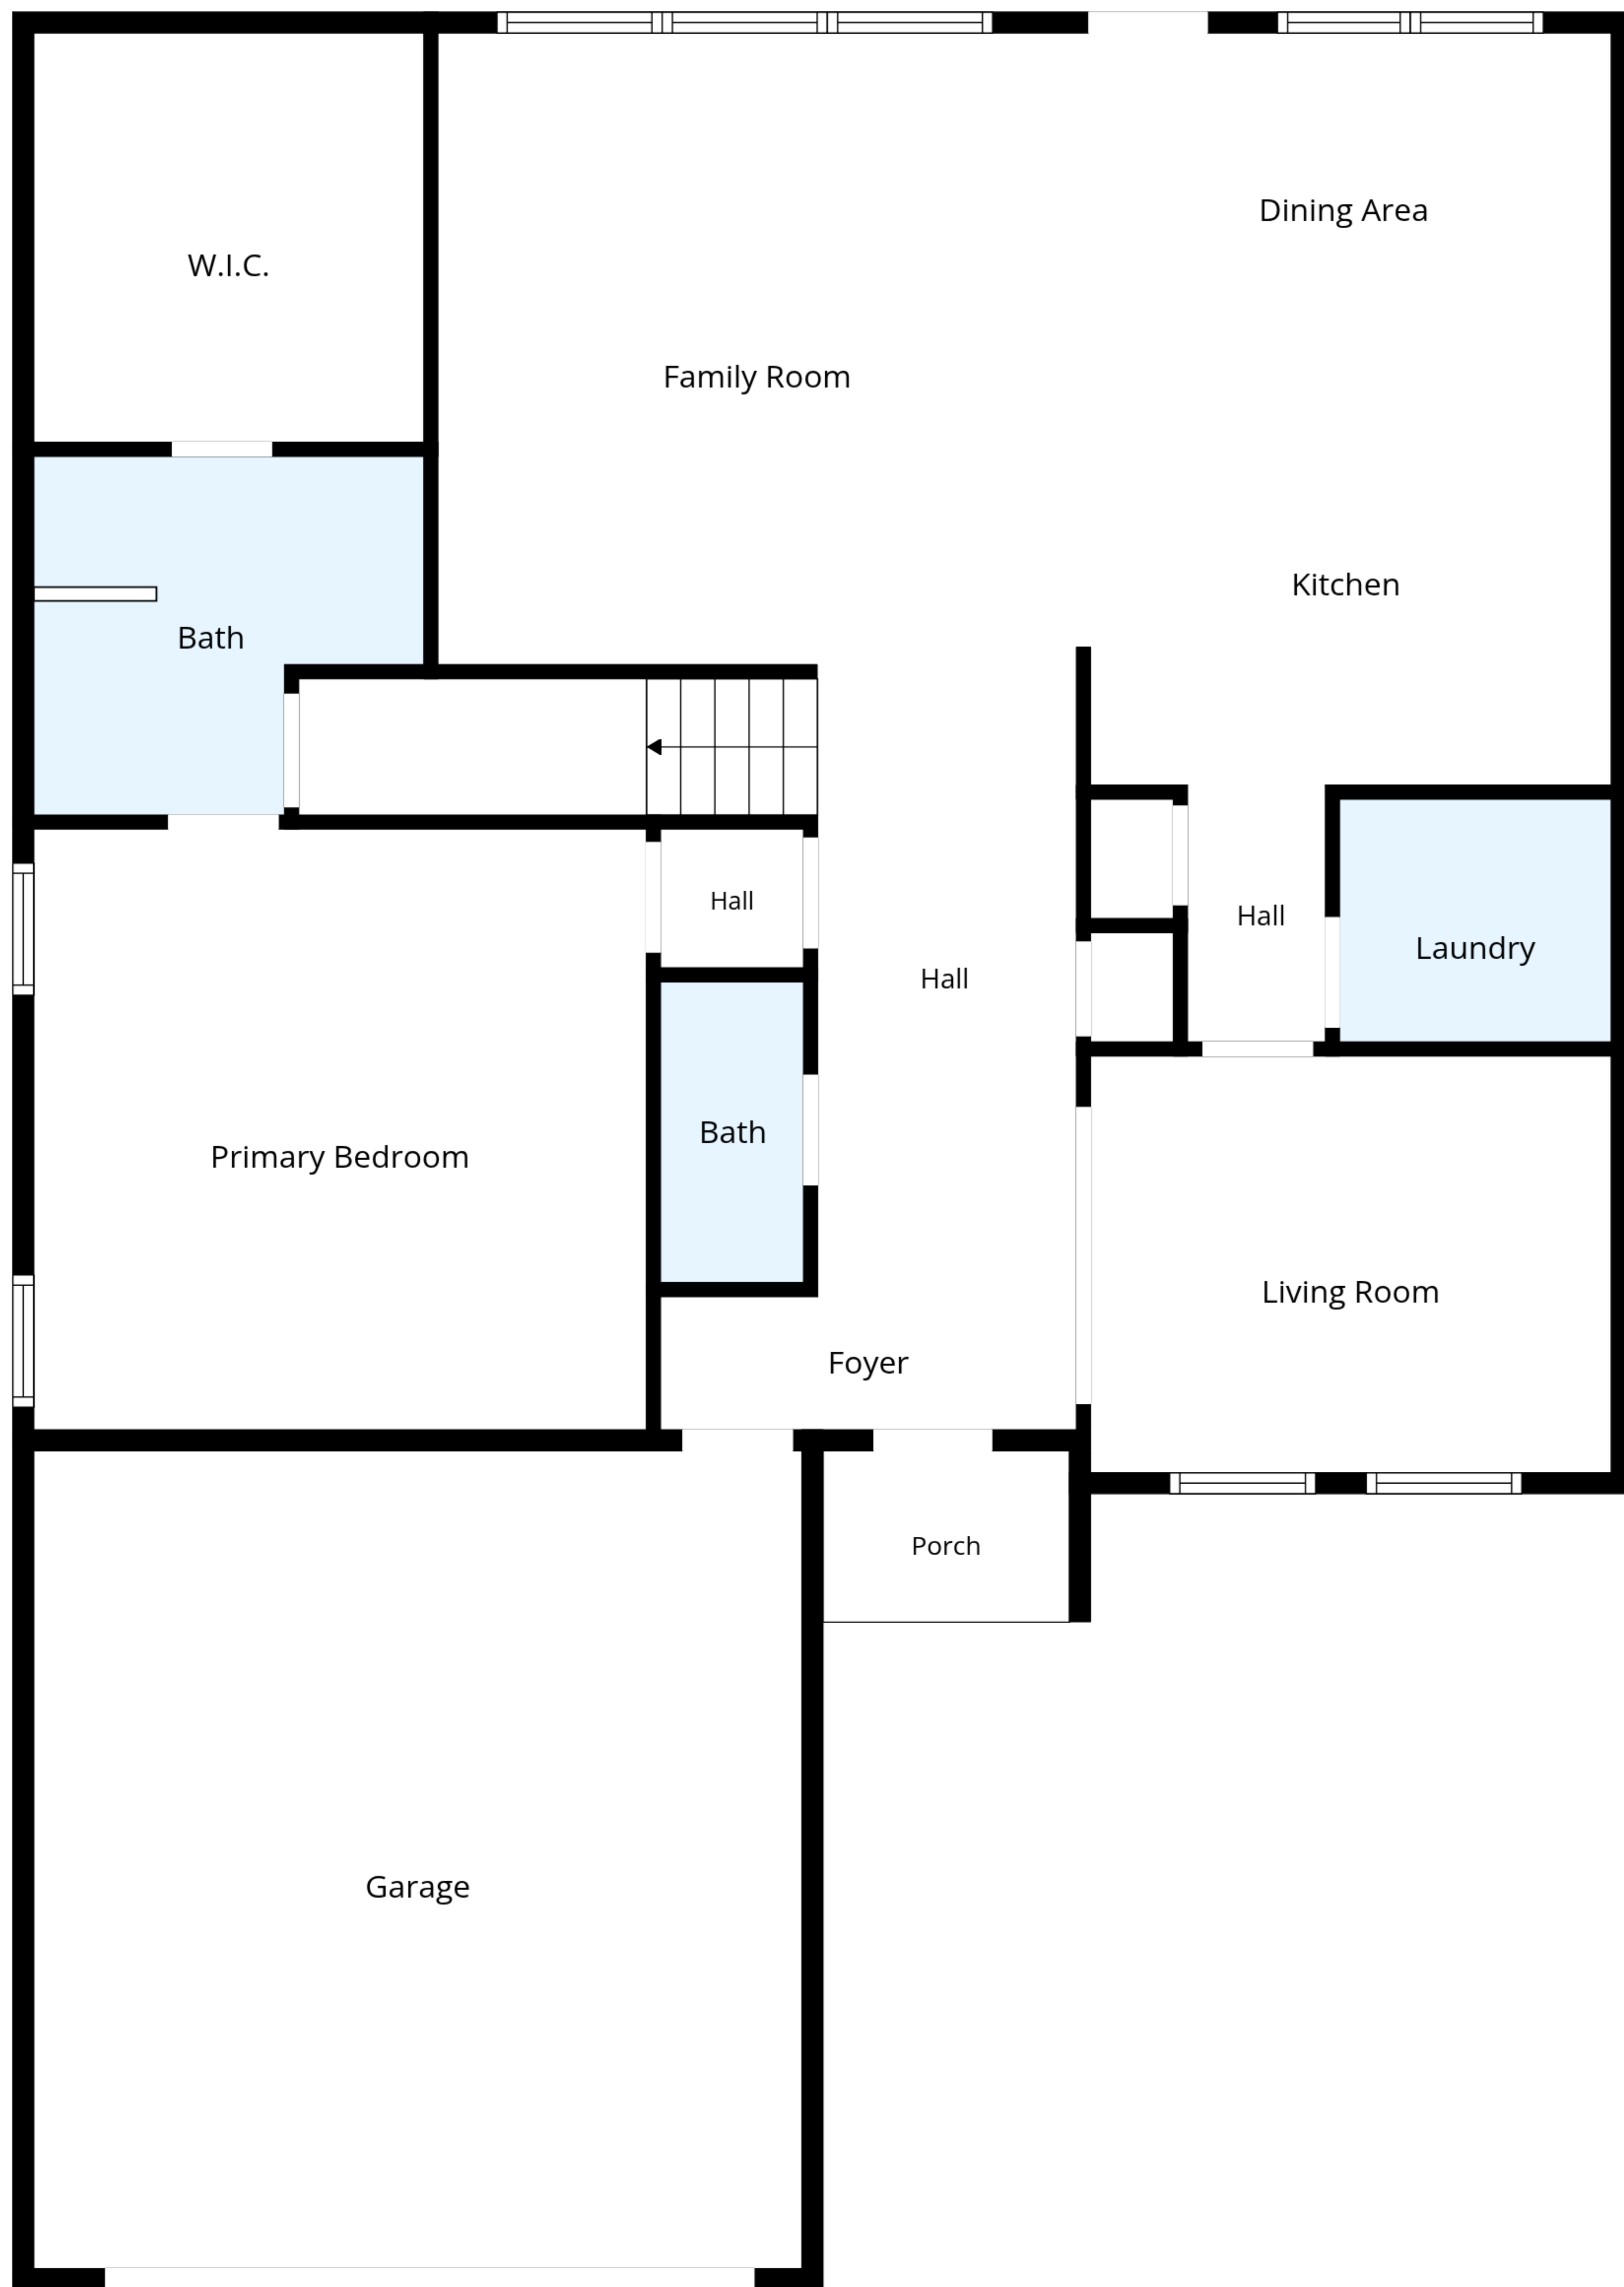 Dining Area
W.I.C.
Family Room
Kitchen
Bath
Hall
Hall
Laundry
Hall
Bath
Primary Bedroom
Living Room
Foyer
Porch
Garage